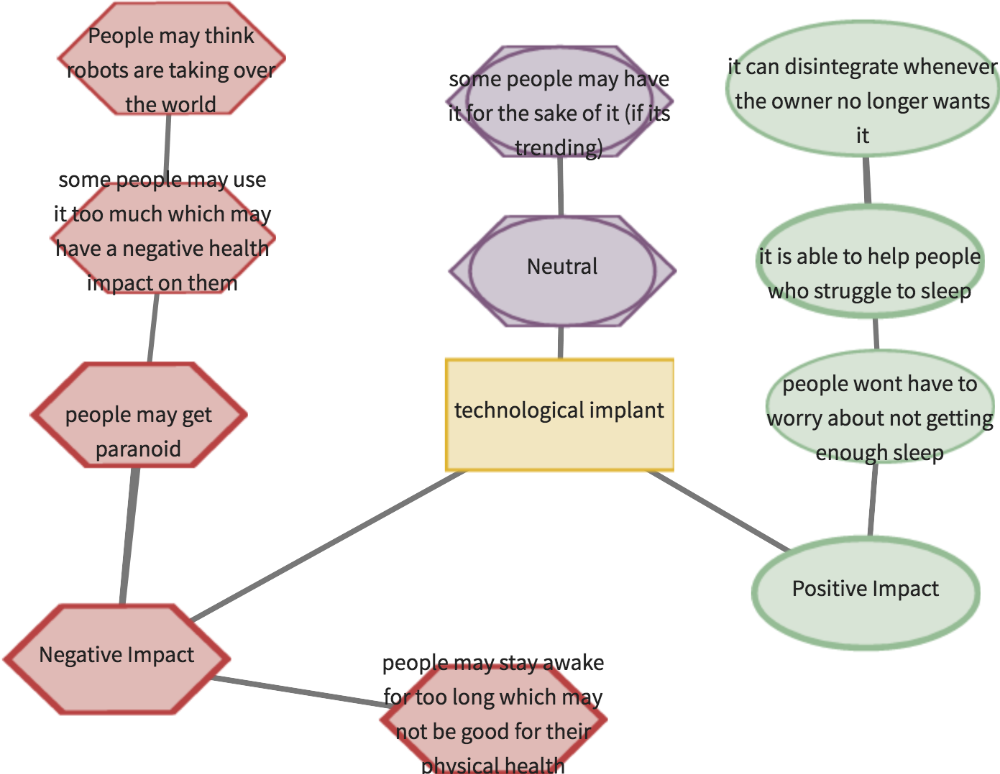 People may think
robots are taking over
the world
some people may use
it too much which may
have a negative health
impact on them
people may get
paranoid
Negative Impact
people may stay awake
for too long which may
not be good for their
physical health
some people may have
it for the sake of it (if its
trending)
Neutral
technological implant
it can disintegrate whenever
the owner no longer wants
it
it is able to help people
who struggle to sleep
people wont have to
worry about not getting
enough sleep
Positive Impact